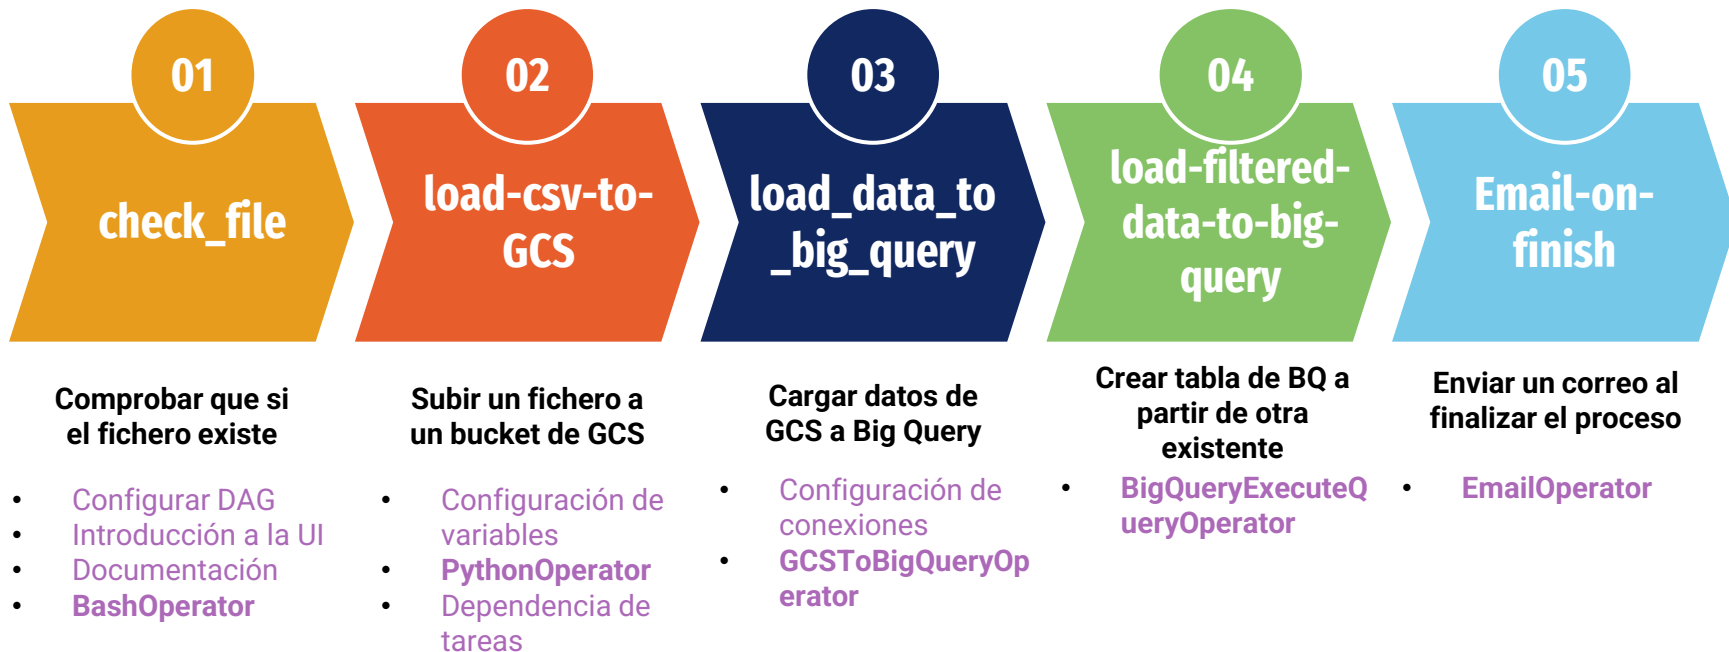 01
check_file
Comprobar que si
el fichero existe
• Configurar DAG
• Introducción a la UI
• Documentación
• BashOperator
02
load-csv-to-
GCS
Subir un fichero a
un bucket de GCS
• Configuración de
variables
• PythonOperator
• Dependencia de
tareas
03
load_data_to
_big_query
Cargar datos de
GCS a Big Query
• Configuración de
conexiones
• GCSToBigQueryOp
erator
04
load-filtered-
data-to-big-
query
Crear tabla de BQ a
partir de otra
existente
• BigQueryExecuteQ
ueryOperator
05
Email-on-
finish
Enviar un correo al
finalizar el proceso
• EmailOperator